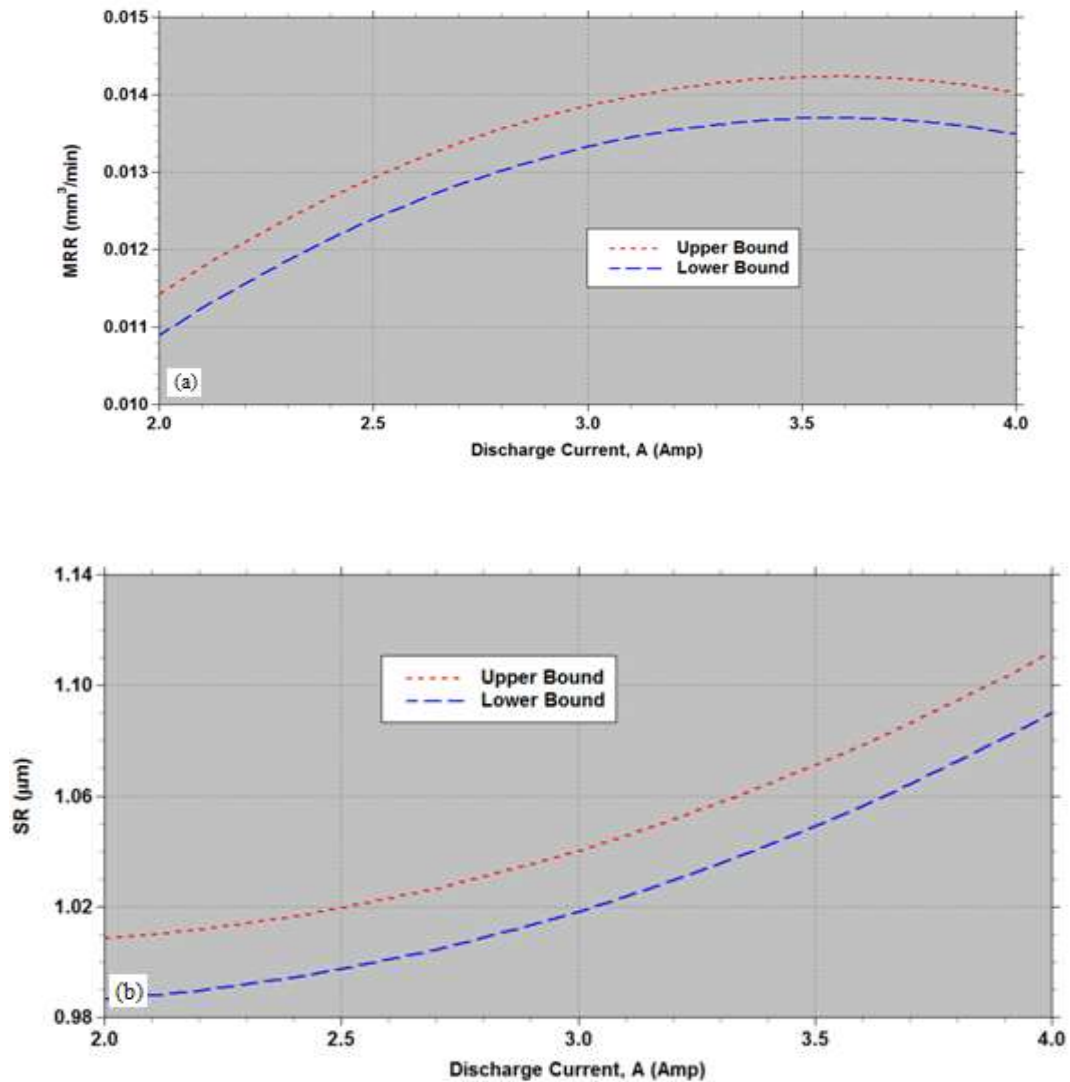 0.015
0.014
0.013
0.012
0.011
0.010
MRR (mm³/min)
Upper Bound
Lower Bound
(a)
2.0 2.5 3.0 3.5 4.0
Discharge Current, A (Amp)
1.14
1.10
1.06
1.02
0.98
SR (µm)
Upper Bound
Lower Bound
(b)
2.0 2.5 3.0 3.5 4.0
Discharge Current, A (Amp)